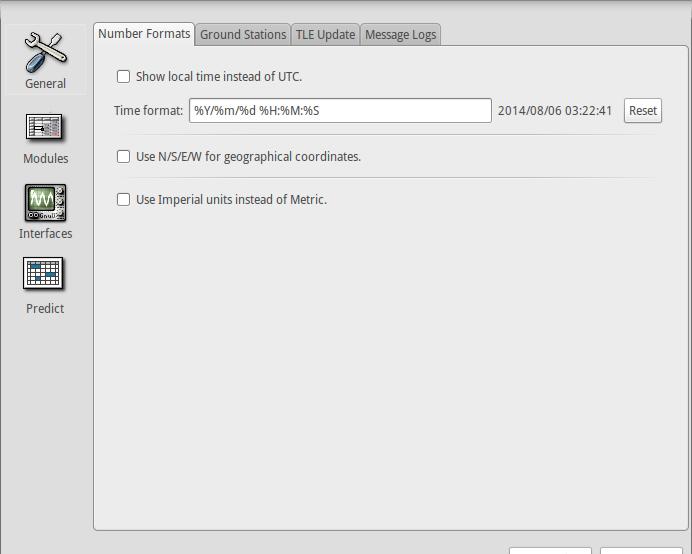 Number Formats
Ground Stations
TLE Update
Message Logs
General
Show local time instead of UTC.
Time format: %Y/%m/%d %H:%M:%S 2014/08/06 03:22:41 Reset
Modules
Use N/S/E/W for geographical coordinates.
Use Imperial units instead of Metric.
Interfaces
Predict